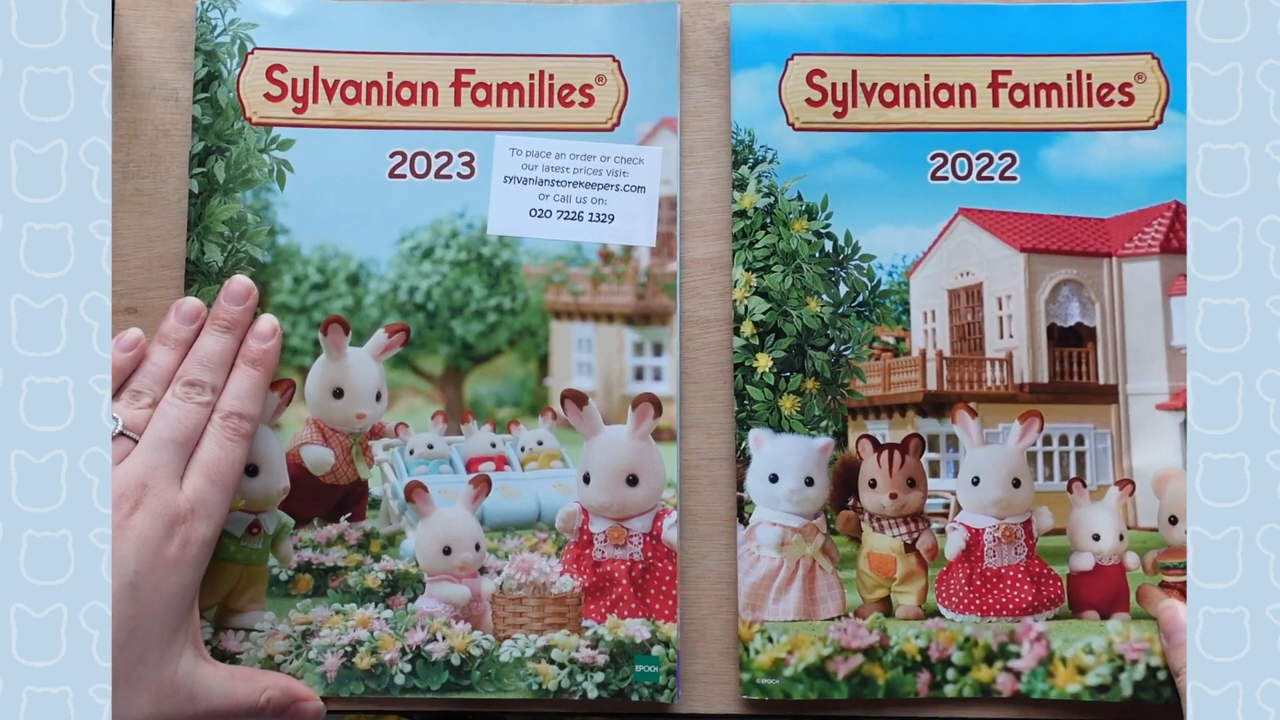 Sylvanian Families®
2023
To place an order or check
our latest prices visit:
sylvanianstorekeepers.com
or call us on:
020 7226 1329
EPOCH
Sylvanian Families®
2022
© EPOCH